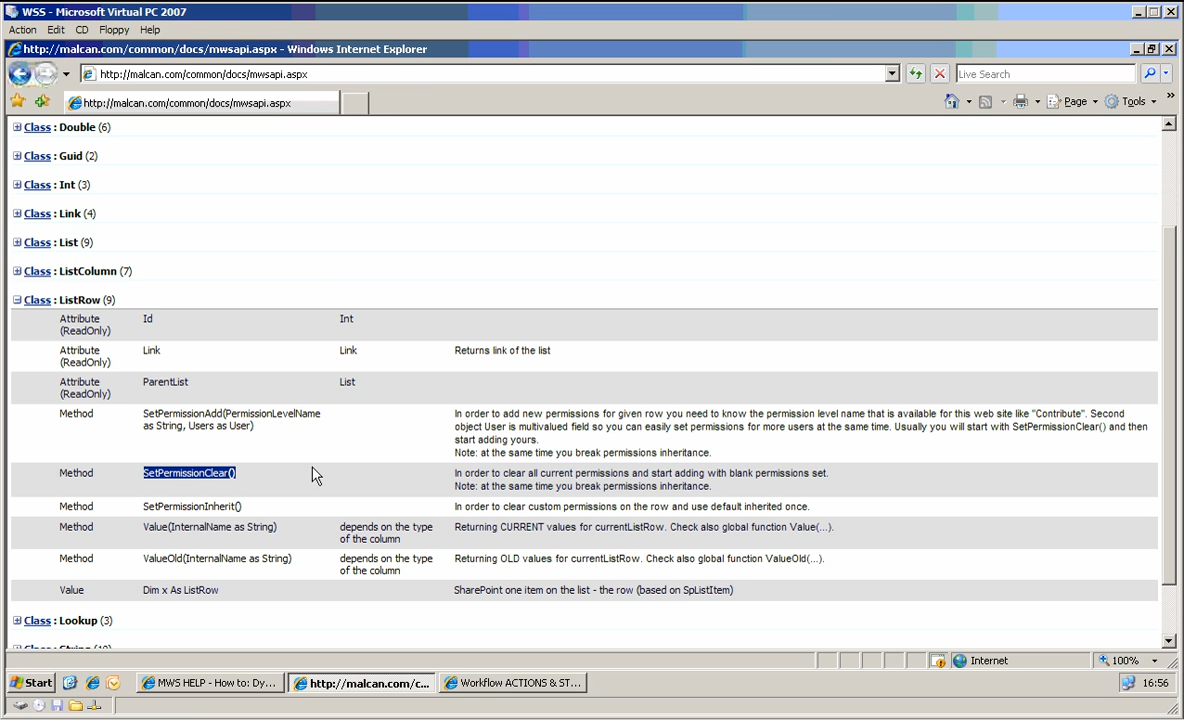 WSS - Microsoft Virtual PC 2007
Action Edit CD Floppy Help
http://malcan.com/common/docs/mwsapi.aspx - Windows Internet Explorer
http://malcan.com/common/docs/mwsapi.aspx
Live Search
http://malcan.com/common/docs/mwsapi.aspx
Page
Tools
Class : Double (6)
Class : Guid (2)
Class : Int (3)
Class : Link (4)
Class : List (9)
Class : ListColumn (7)
Class : ListRow (9)
Attribute Id Int
(ReadOnly)
Attribute Link Link Returns link of the list
(ReadOnly)
Attribute ParentList List
(ReadOnly)
Method SetPermissionAdd(PermissionLevelName In order to add new permissions for given row you need to know the permission level name that is available for this web site like "Contribute". Second
as String, Users as User) object User is multivalued field so you can easily set permissions for more users at the same time. Usually you will start with SetPermissionClear() and then
start adding yours.
Note: at the same time you break permissions inheritance.
Method SetPermissionClear() In order to clear all current permissions and start adding with blank permissions set.
Note: at the same time you break permissions inheritance.
Method SetPermissionInherit() In order to clear custom permissions on the row and use default inherited once.
Method Value(InternalName as String) depends on the type Returning CURRENT values for currentListRow. Check also global function Value(...).
of the column
Method ValueOld(InternalName as String) depends on the type Returning OLD values for currentListRow. Check also global function ValueOld(...).
of the column
Value Dim x As ListRow SharePoint one item on the list - the row (based on SpListItem)
Class : Lookup (3)
Internet 100%
Start MWS HELP - How to: Dy... http://malcan.com/c... Workflow ACTIONS & ST... 16:56